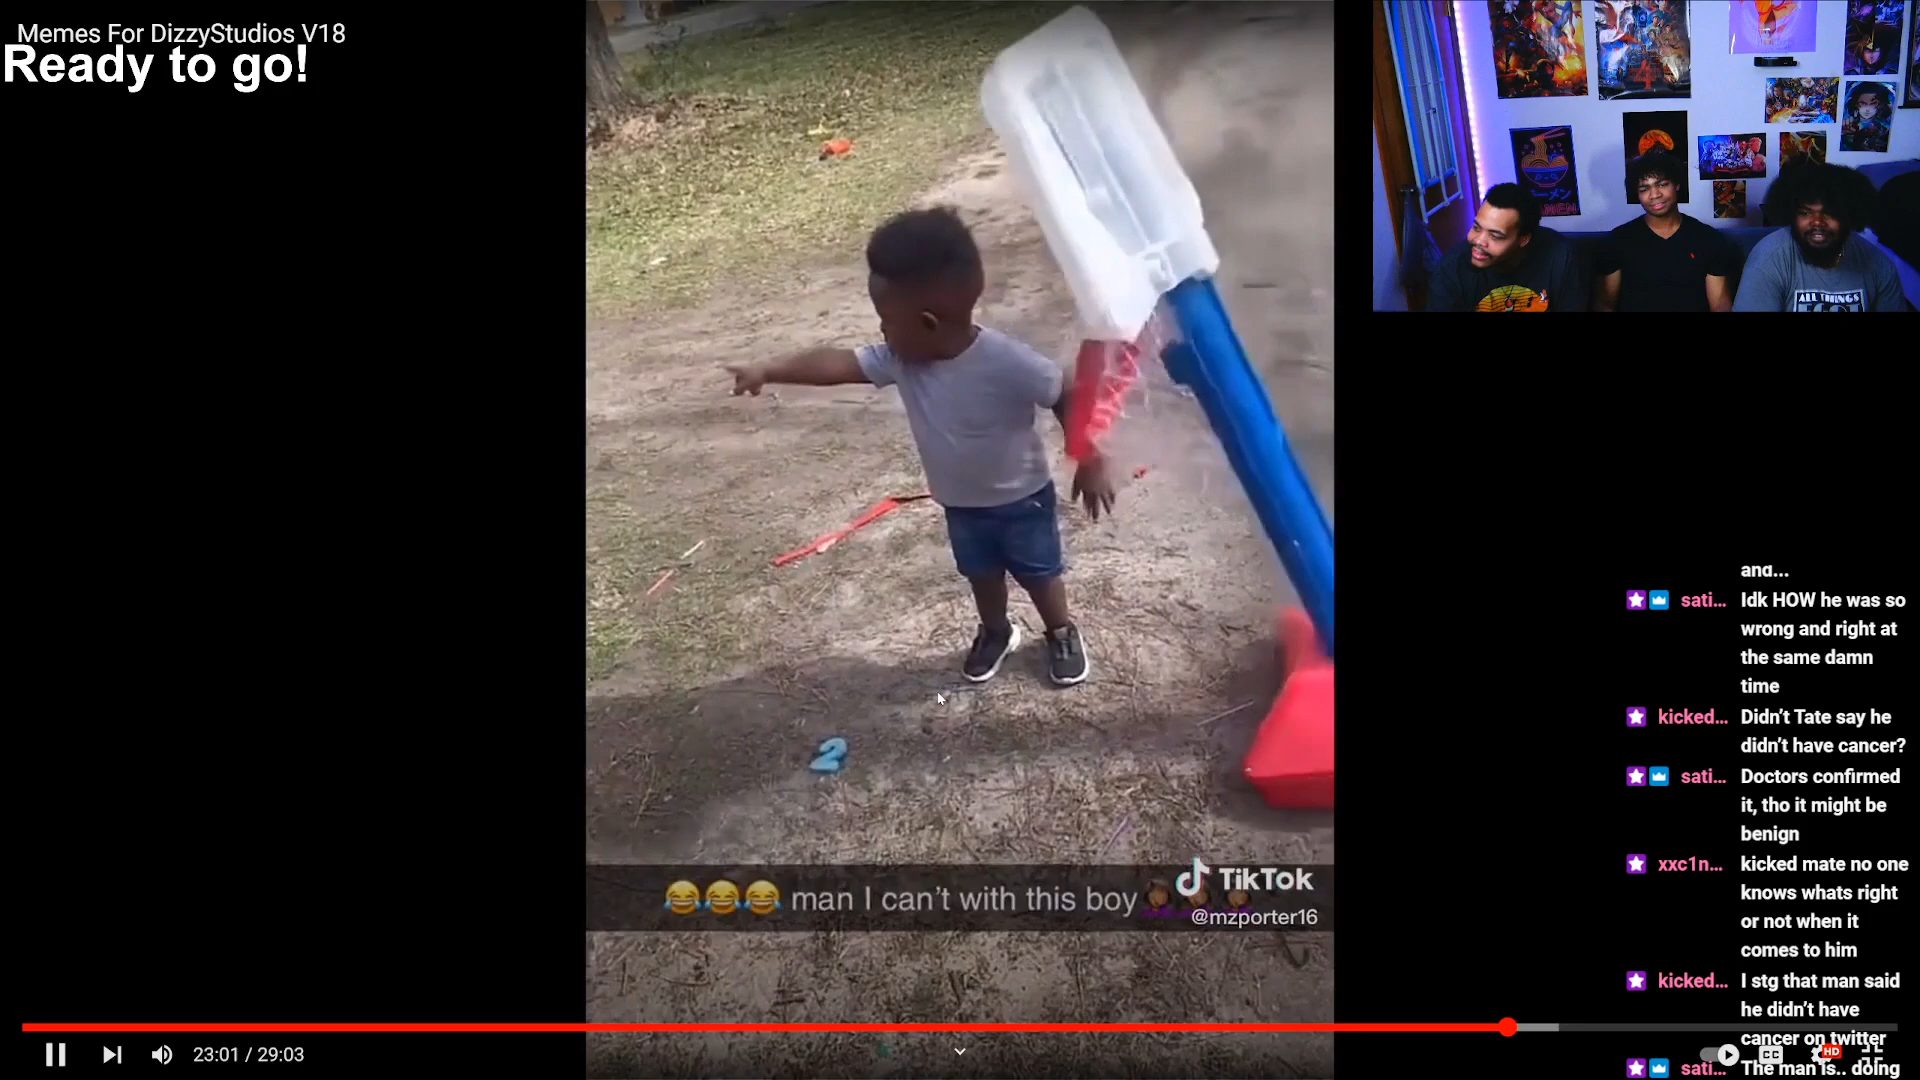 Memes For DizzyStudios V18
Ready to go!
ALL THINGS
2
😂😂😂 man I can't with this boy
TikTok
@mzporter16
and...
sati... Idk HOW he was so
wrong and right at
the same damn
time
kicked... Didn't Tate say he
didn't have cancer?
sati... Doctors confirmed
it, tho it might be
benign
xxc1n... kicked mate no one
knows whats right
or not when it
comes to him
kicked... I stg that man said
he didn't have
cancer on twitter
sati... The man is.. doing
23:01 / 29:03
CC
HD